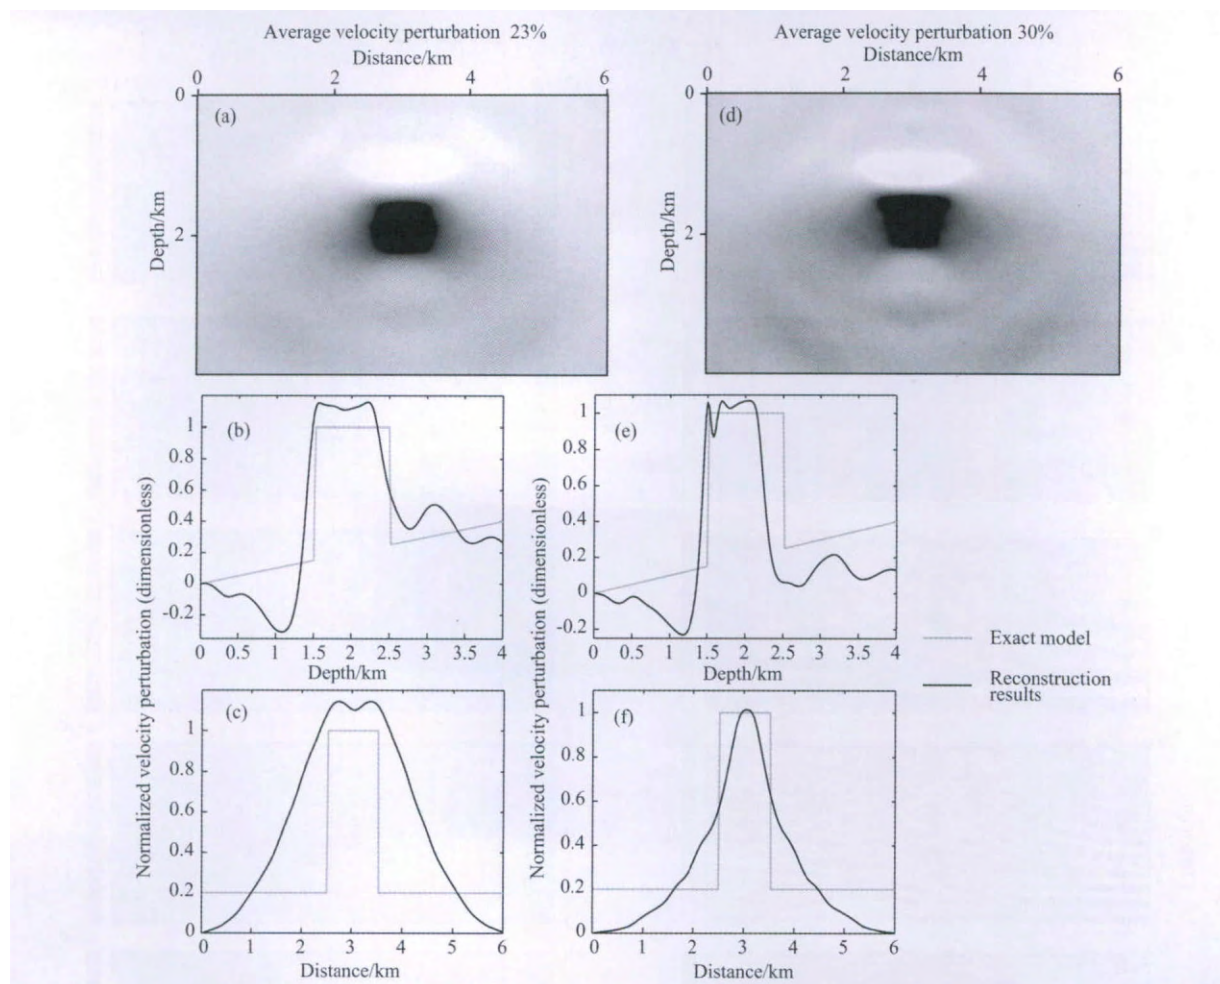 Average velocity perturbation 23%
Distance/km
0 2 4 6
0
2
Depth/km
(a)
Average velocity perturbation 30%
Distance/km
0 2 4 6
0
2
Depth/km
(d)
Normalized velocity perturbation (dimensionless)
(b)
1
0.8
0.6
0.4
0.2
0
-0.2
0 0.5 1 1.5 2 2.5 3 3.5 4
Depth/km
Normalized velocity perturbation (dimensionless)
(e)
1
0.8
0.6
0.4
0.2
0
-0.2
0 0.5 1 1.5 2 2.5 3 3.5 4
Depth/km
Exact model
Reconstruction
results
(c)
1
0.8
0.6
0.4
0.2
0
0 1 2 3 4 5 6
Distance/km
(f)
1
0.8
0.6
0.4
0.2
0
0 1 2 3 4 5 6
Distance/km